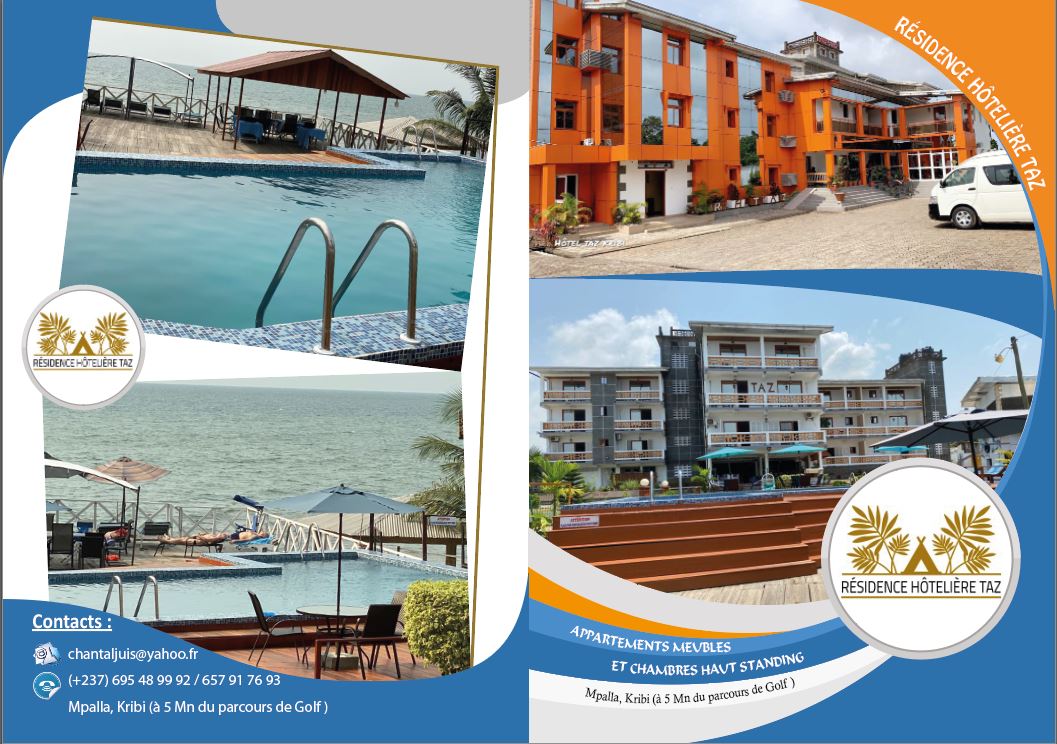 RÉSIDENCE HÔTELIÈRE TAZ
Contacts :
chantaljuis@yahoo.fr
(+237) 695 48 99 92 / 657 91 76 93
Mpalla, Kribi (à 5 Mn du parcours de Golf )
RÉSIDENCE HÔTELIÈRE TAZ
HÔTEL TAZ KRIBI
TAZ
ATTENTION
RÉSIDENCE HÔTELIÈRE TAZ
APPARTEMENTS MEUBLES
ET CHAMBRES HAUT STANDING
Mpalla, Kribi (à 5 Mn du parcours de Golf )